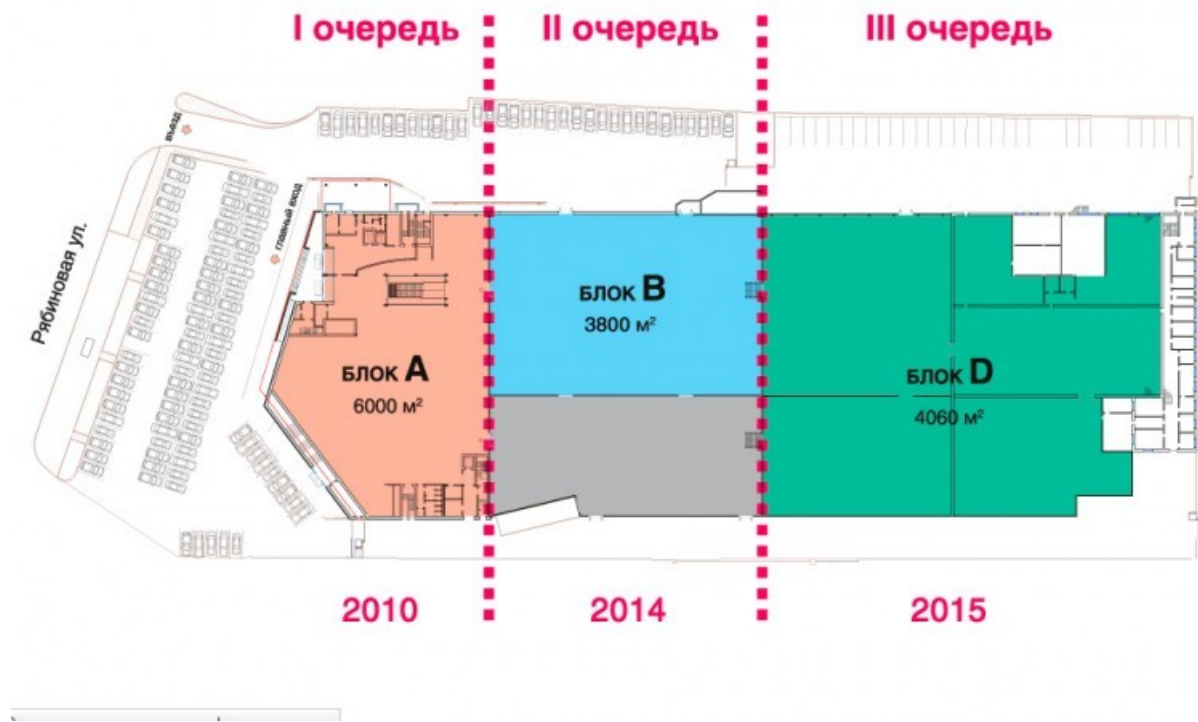 I очередь
II очередь
III очередь
въезд
главный вход
Рябиновая ул.
БЛОК B
3800 м²
БЛОК A
6000 м²
БЛОК D
4060 м²
2010
2014
2015